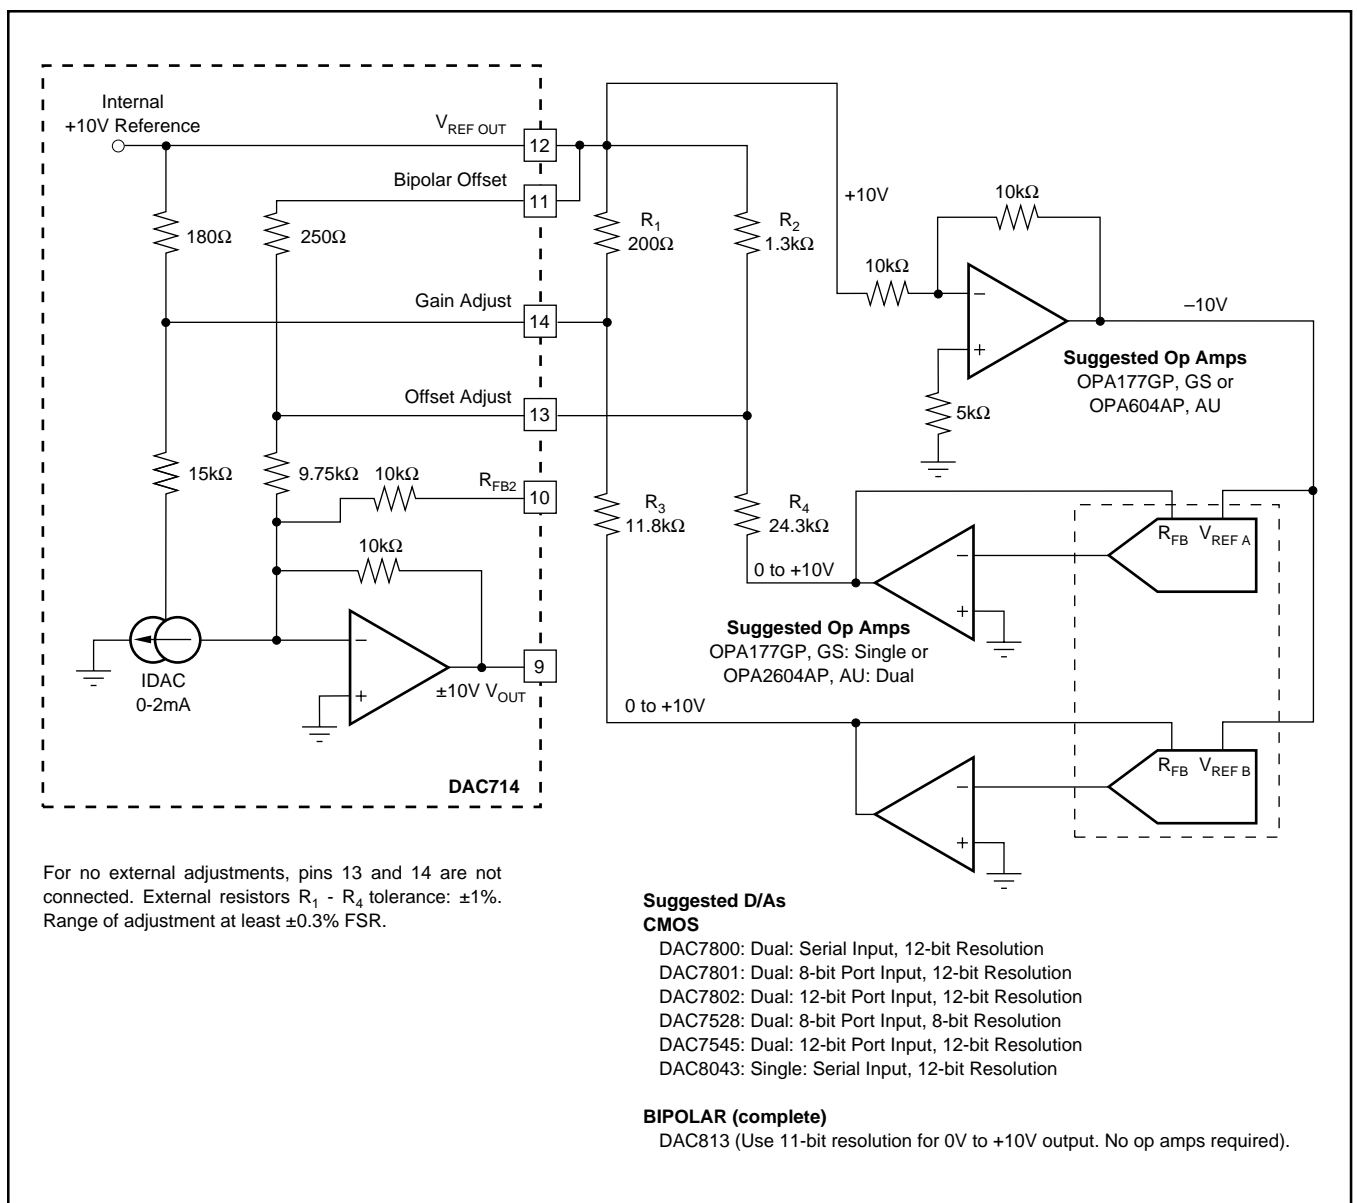 Internal
+10V Reference
V_REF OUT
12
Bipolar Offset
11
180Ω
250Ω
R1
200Ω
R2
1.3kΩ
+10V
10kΩ
10kΩ
−
+
–10V
5kΩ
Suggested Op Amps
OPA177GP, GS or
OPA604AP, AU
Gain Adjust
14
Offset Adjust
13
15kΩ
9.75kΩ
10kΩ
R_FB2
10
R3
11.8kΩ
R4
24.3kΩ
10kΩ
0 to +10V
−
+
R_FB V_REF A
IDAC
0-2mA
−
+
±10V V_OUT
9
Suggested Op Amps
OPA177GP, GS: Single or
OPA2604AP, AU: Dual
0 to +10V
−
+
R_FB V_REF B
DAC714
For no external adjustments, pins 13 and 14 are not
connected. External resistors R1 - R4 tolerance: ±1%.
Range of adjustment at least ±0.3% FSR.
Suggested D/As
CMOS
DAC7800: Dual: Serial Input, 12-bit Resolution
DAC7801: Dual: 8-bit Port Input, 12-bit Resolution
DAC7802: Dual: 12-bit Port Input, 12-bit Resolution
DAC7528: Dual: 8-bit Port Input, 8-bit Resolution
DAC7545: Dual: 12-bit Port Input, 12-bit Resolution
DAC8043: Single: Serial Input, 12-bit Resolution
BIPOLAR (complete)
DAC813 (Use 11-bit resolution for 0V to +10V output. No op amps required).